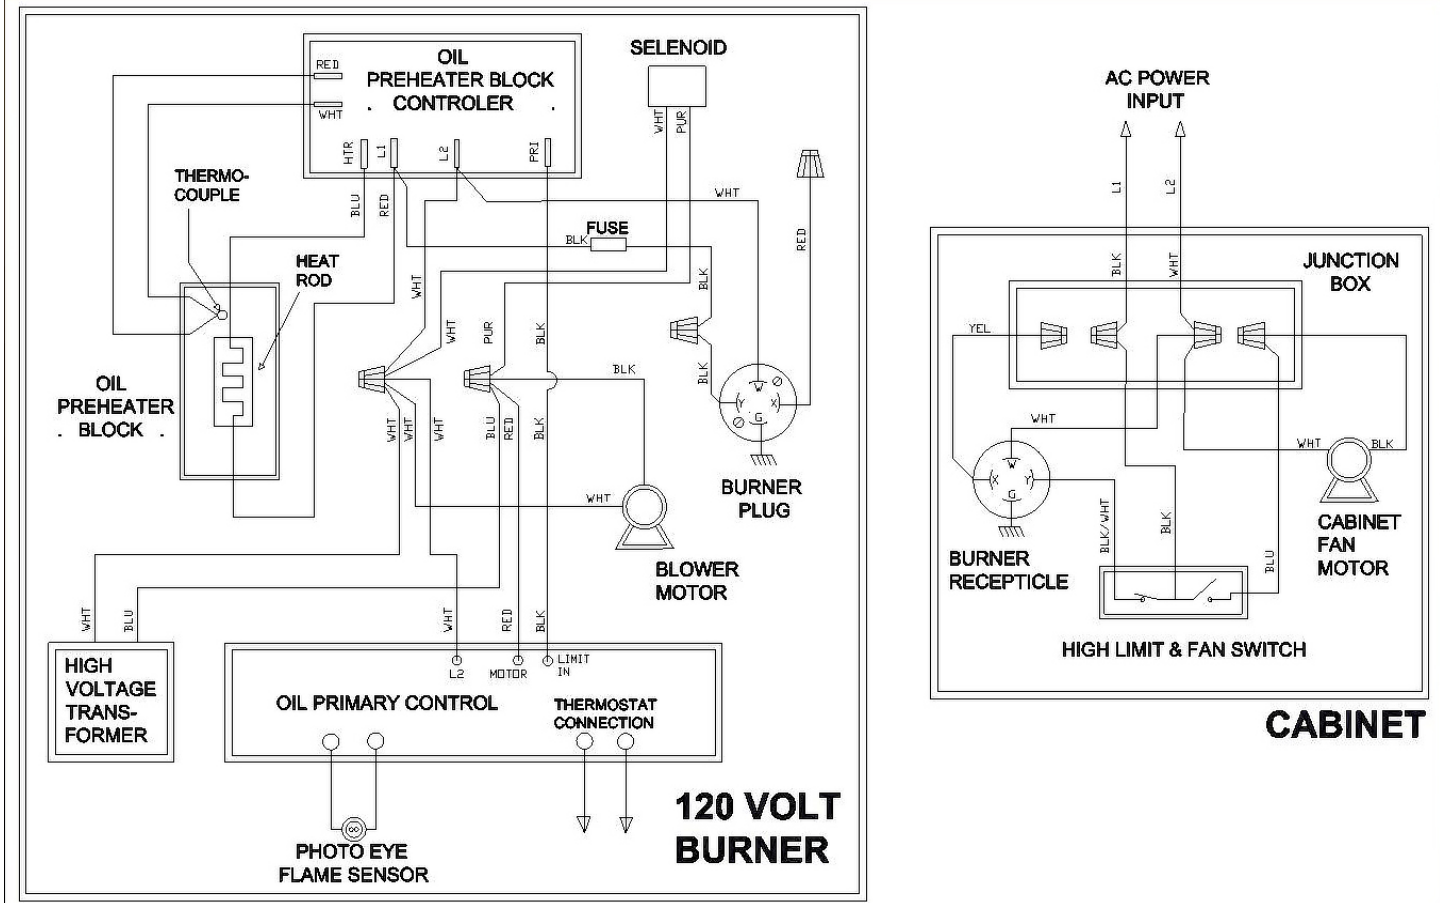 OIL
PREHEATER BLOCK
. CONTROLER .
RED
WHT
HTR
L1
L2
PRI
SELENOID
WHT
PUR
THERMO-
COUPLE
BLU
RED
HEAT
ROD
WHT
FUSE
BLK
BLK
RED
WHT
WHT
PUR
BLK
BLK
BLK
OIL
PREHEATER
. BLOCK .
WHT
WHT
WHT
BLU
RED
BLK
W
Y
X
G
BURNER
PLUG
WHT
BLOWER
MOTOR
WHT
BLU
WHT
RED
BLK
HIGH
VOLTAGE
TRANS-
FORMER
L2
MOTOR
LIMIT
IN
OIL PRIMARY CONTROL
THERMOSTAT
CONNECTION
PHOTO EYE
FLAME SENSOR
120 VOLT
BURNER
AC POWER
INPUT
L1
L2
BLK
WHT
JUNCTION
BOX
YEL
WHT
W
X
Y
G
WHT
BLK
BURNER
RECEPTICLE
BLK/WHT
BLK
BLU
CABINET
FAN
MOTOR
HIGH LIMIT & FAN SWITCH
CABINET